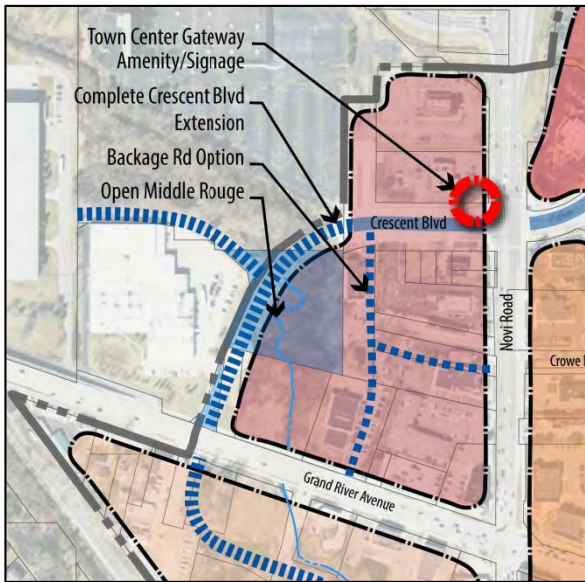 Town Center Gateway
Amenity/Signage
Complete Crescent Blvd
Extension
Backage Rd Option
Open Middle Rouge
Crescent Blvd
Novi Road
Crowe
Grand River Avenue